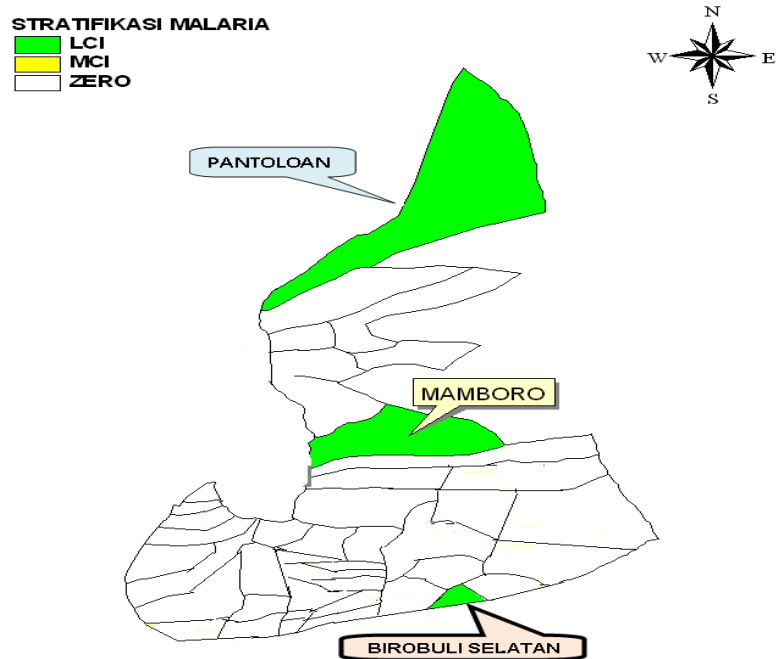 STRATIFIKASI MALARIA
LCI
MCI
ZERO
N
W E
S
PANTOLOAN
MAMBORO
BIROBULI SELATAN